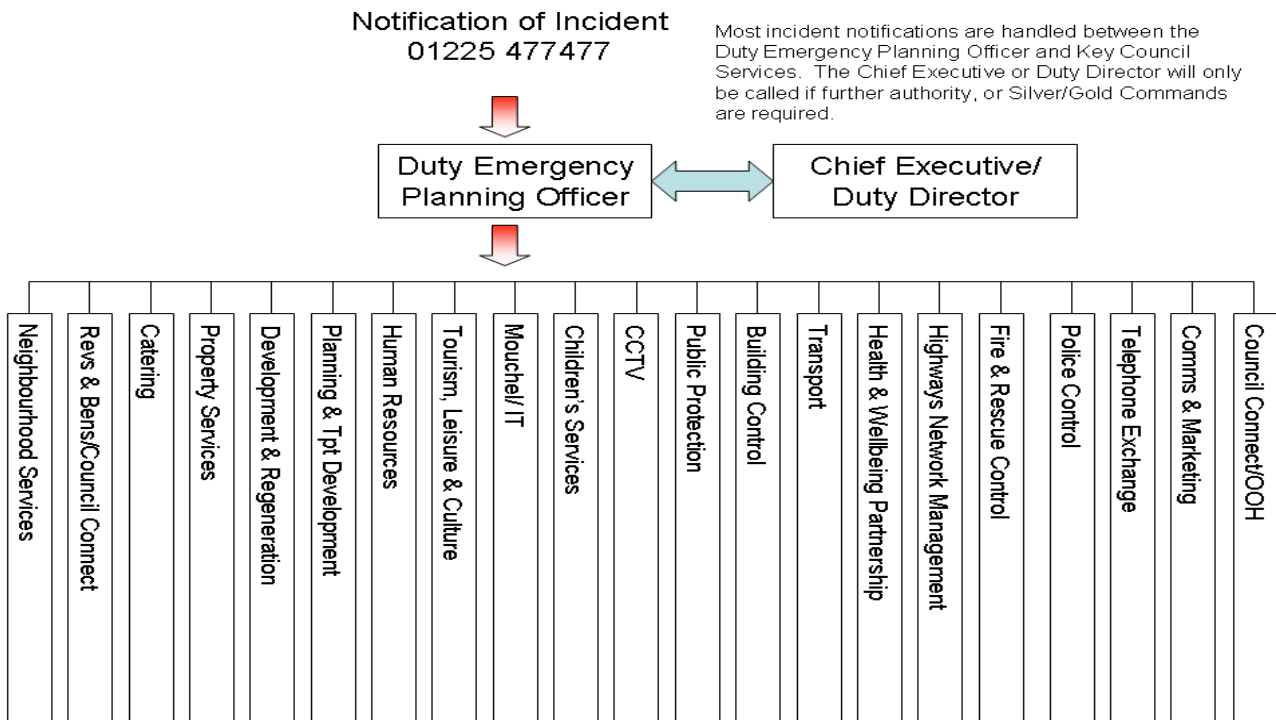 Notification of Incident
01225 477477
Most incident notifications are handled between the
Duty Emergency Planning Officer and Key Council
Services. The Chief Executive or Duty Director will only
be called if further authority, or Silver/Gold Commands
are required.
Duty Emergency
Planning Officer
Chief Executive/
Duty Director
Neighbourhood Services
Revs & Bens/Council Connect
Catering
Property Services
Development & Regeneration
Planning & Tpt Development
Human Resources
Tourism, Leisure & Culture
Mouchel/ IT
Children's Services
CCTV
Public Protection
Building Control
Transport
Health & Wellbeing Partnership
Highways Network Management
Fire & Rescue Control
Police Control
Telephone Exchange
Comms & Marketing
Council Connect/OOH